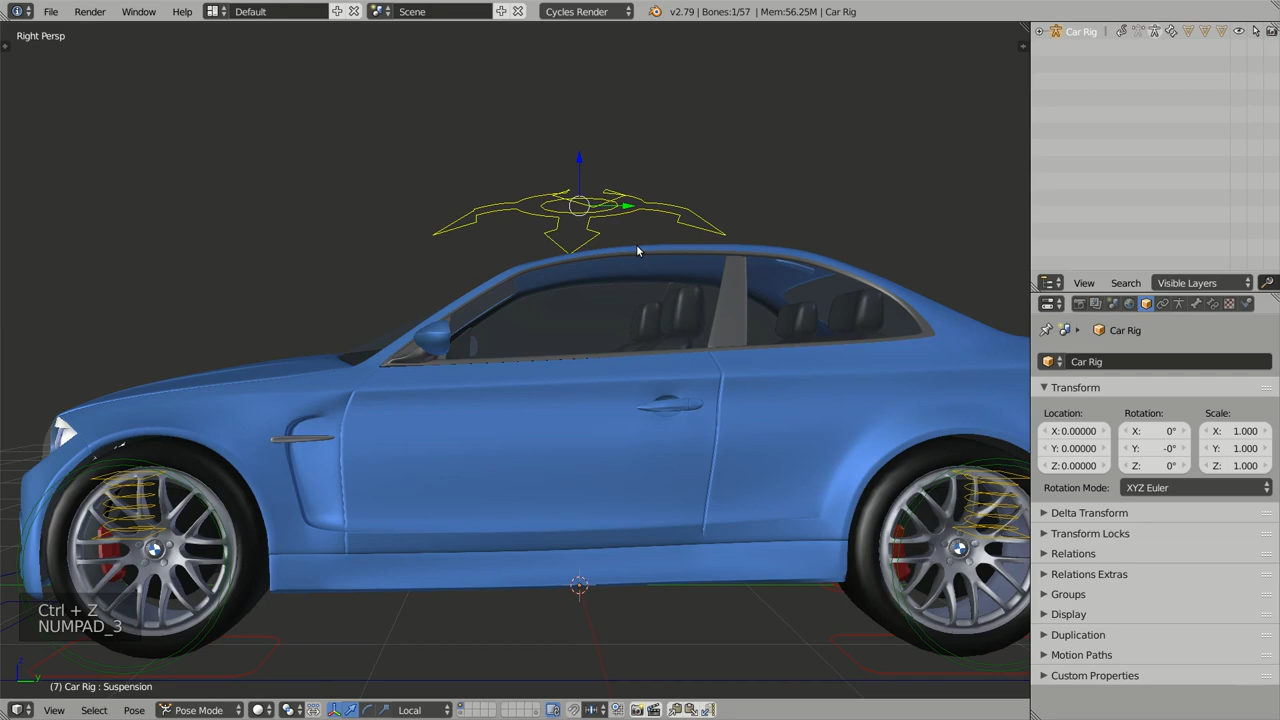 File Render Window Help Default Scene Cycles Render v2.79 | Bones:1/57 | Mem:56.25M | Car Rig
Right Persp
Car Rig
View Search Visible Layers
Car Rig
Car Rig
Transform
Location: Rotation: Scale:
X: 0.00000 X: 0° X: 1.000
Y: 0.00000 Y: -0° Y: 1.000
Z: 0.00000 Z: 0° Z: 1.000
Rotation Mode: XYZ Euler
Delta Transform
Transform Locks
Relations
Relations Extras
Groups
Display
Duplication
Motion Paths
Custom Properties
Ctrl + Z
NUMPAD_3
z
y
(7) Car Rig : Suspension
View Select Pose Pose Mode Local